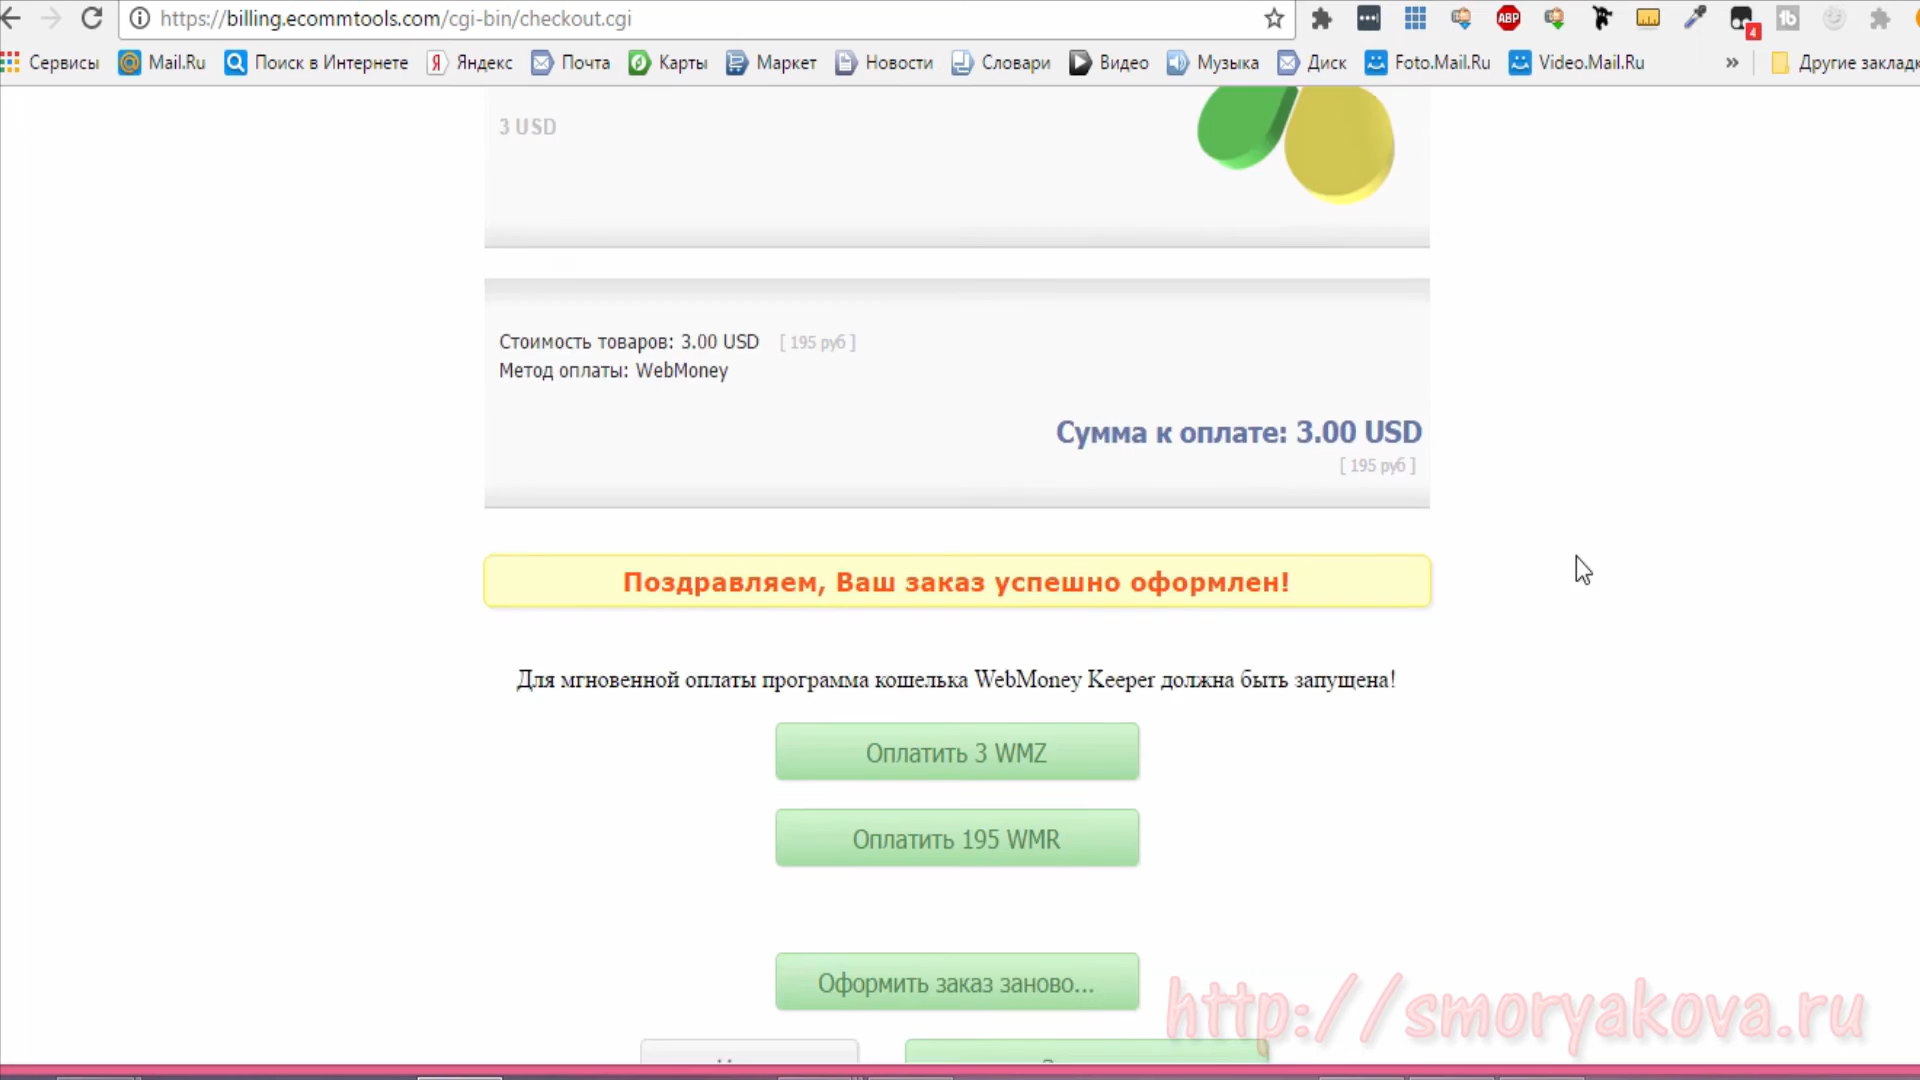 https://billing.ecommtools.com/cgi-bin/checkout.cgi
ABP
4
Сервисы
Mail.Ru
Поиск в Интернете
Я Яндекс
Почта
Карты
Маркет
Новости
Словари
Видео
Музыка
Диск
Foto.Mail.Ru
Video.Mail.Ru
»
Другие закладк
3 USD
Стоимость товаров: 3.00 USD [ 195 руб ]
Метод оплаты: WebMoney
Сумма к оплате: 3.00 USD
[ 195 руб ]
Поздравляем, Ваш заказ успешно оформлен!
Для мгновенной оплаты программа кошелька WebMoney Keeper должна быть запущена!
Оплатить 3 WMZ
Оплатить 195 WMR
Оформить заказ заново...
http://smoryakova.ru